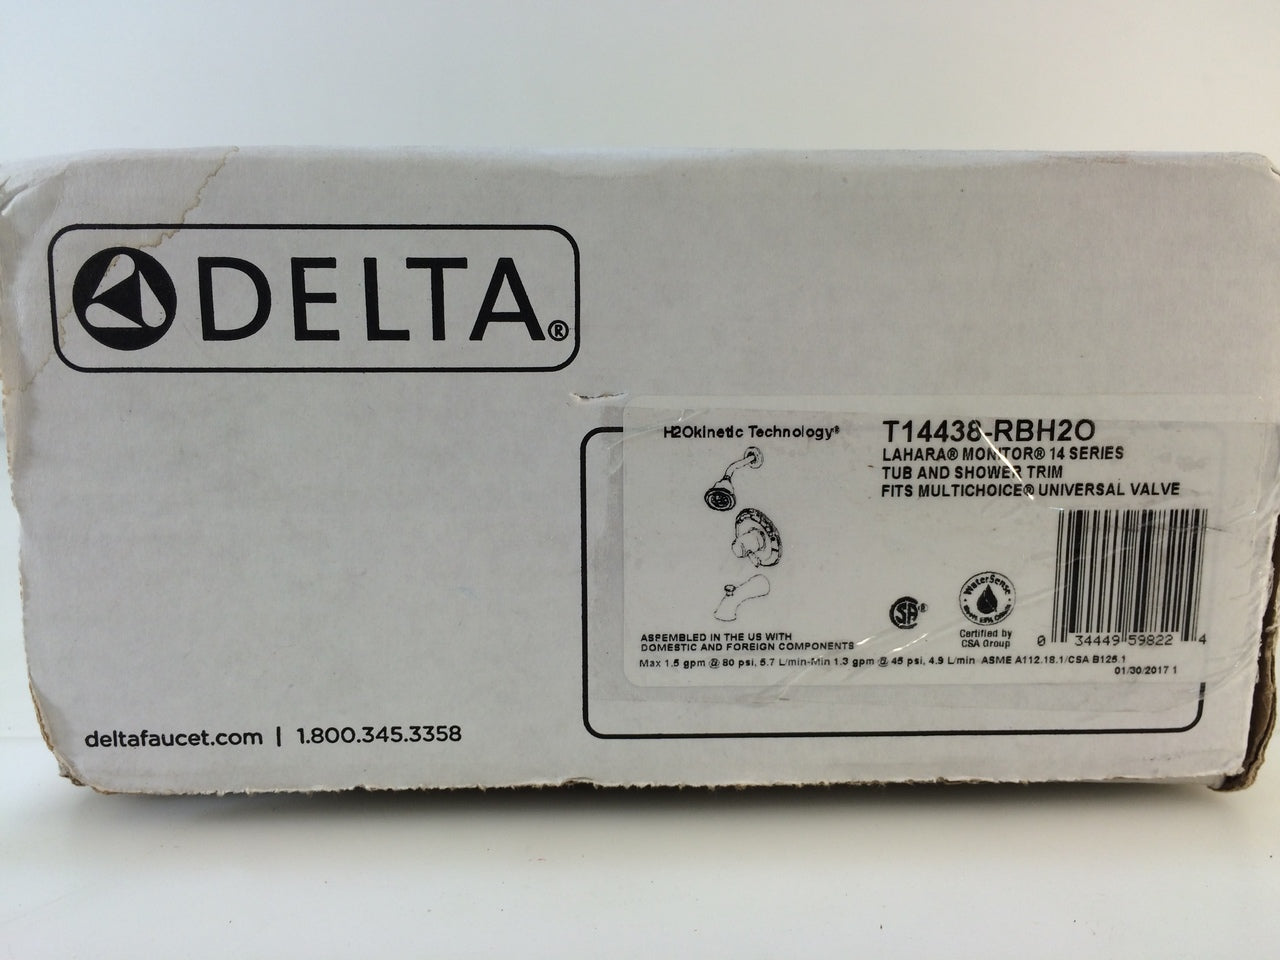 DELTA®
H2Okinetic Technology®
T14438-RBH2O
LAHARA® MONITOR® 14 SERIES
TUB AND SHOWER TRIM
FITS MULTICHOICE® UNIVERSAL VALVE
SA®
WaterSense
Certified by
CSA Group
0 34449 59822 4
ASSEMBLED IN THE US WITH
DOMESTIC AND FOREIGN COMPONENTS
Max 1.5 gpm @ 80 psi, 5.7 L/min-Min 1.3 gpm @ 45 psi, 4.9 L/min ASME A112.18.1/CSA B125.1
01/30/2017 1
deltafaucet.com | 1.800.345.3358